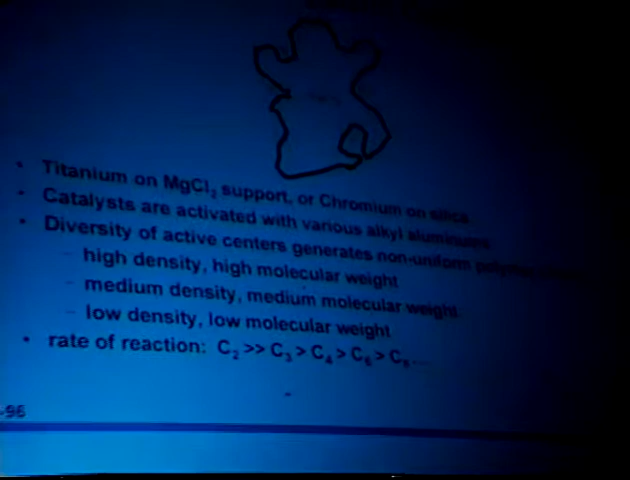 • Titanium on MgCl₂ support, or Chromium on silica
• Catalysts are activated with various alkyl aluminums
• Diversity of active centers generates non-uniform
– high density, high molecular weight
– medium density, medium molecular weight
– low density, low molecular weight
• rate of reaction: C₂ >> C₃ > C₄ > C₆ > C₈ ...
-96